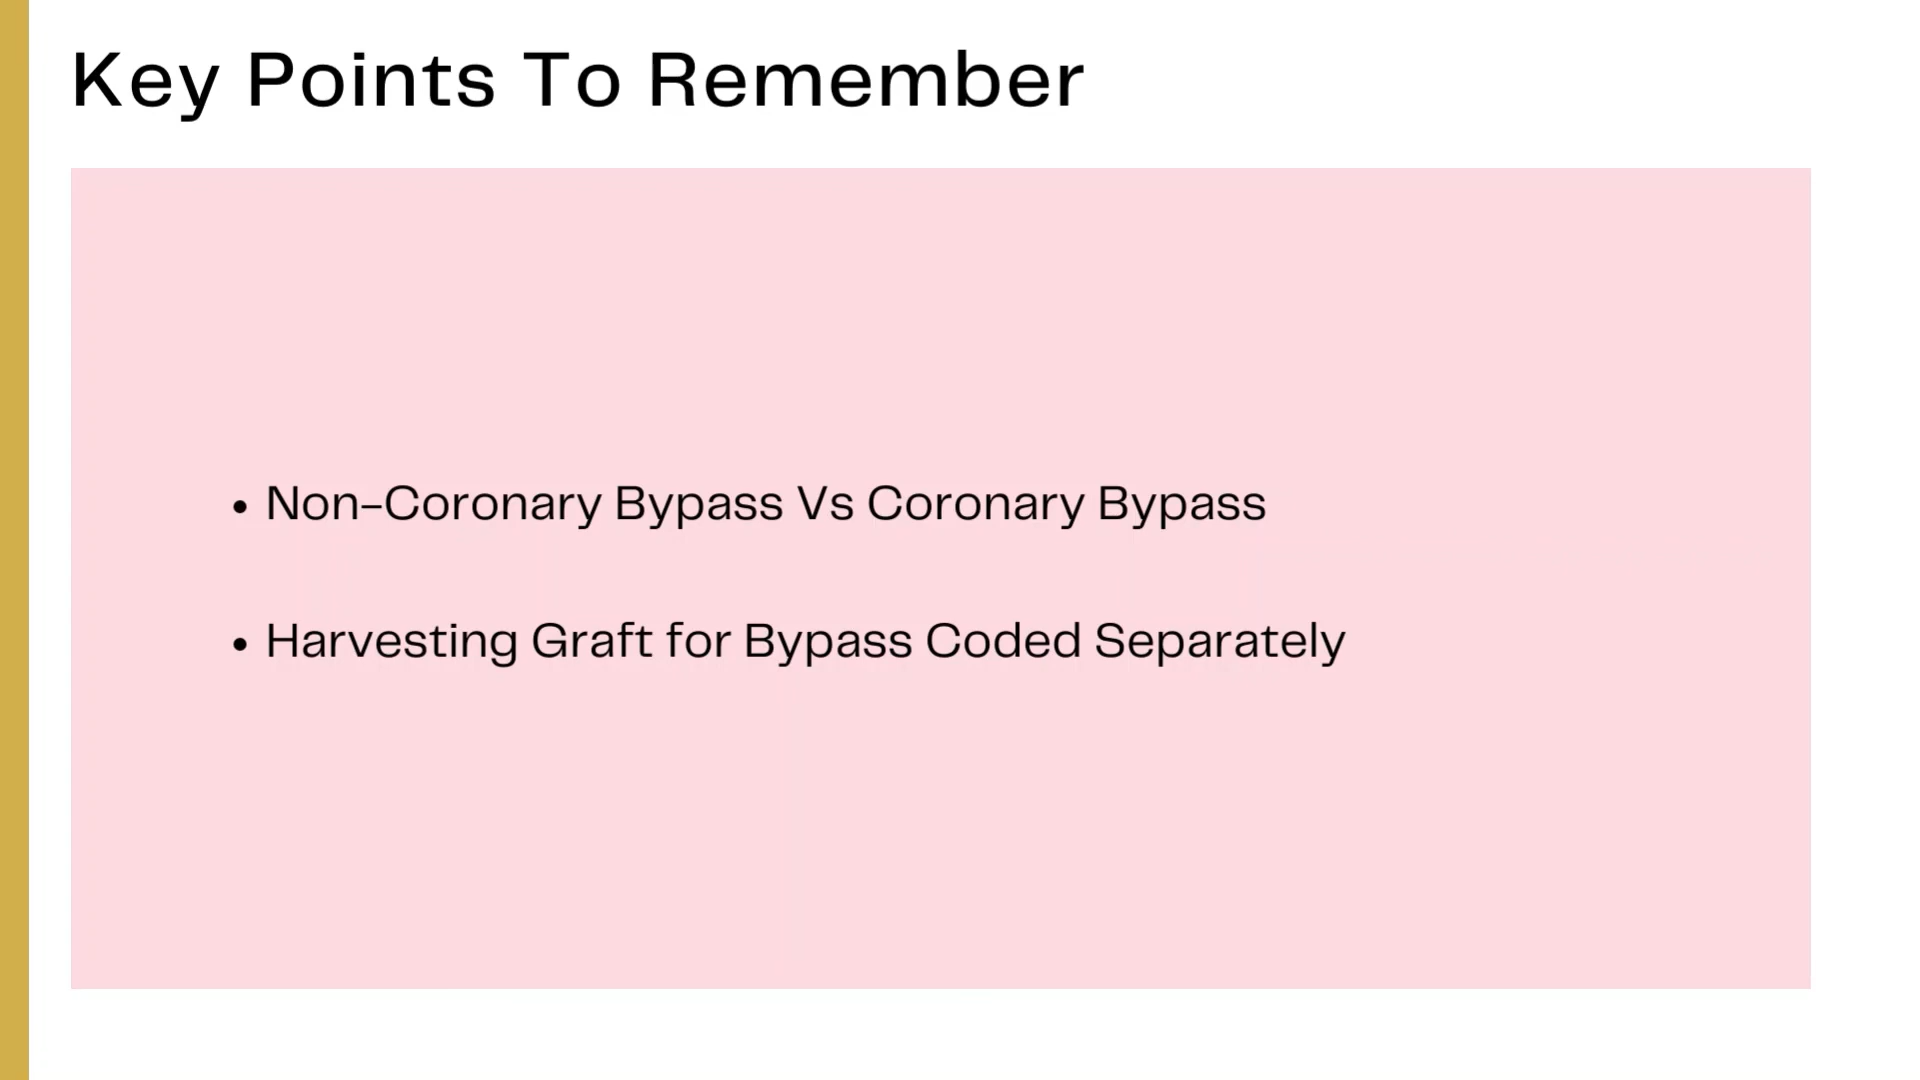 Key Points To Remember
• Non-Coronary Bypass Vs Coronary Bypass
• Harvesting Graft for Bypass Coded Separately